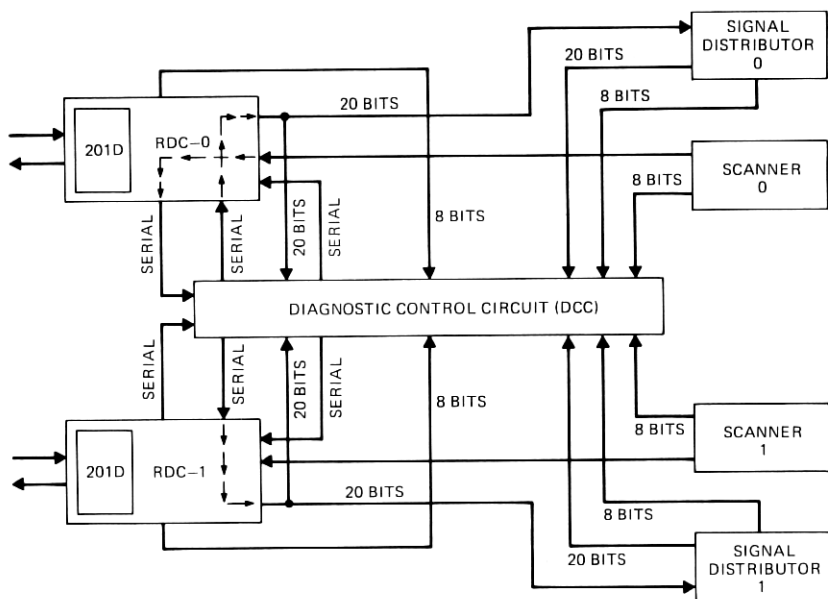 SIGNAL
DISTRIBUTOR
0
20 BITS
20 BITS
8 BITS
201D
RDC-0
SCANNER
0
8 BITS
SERIAL
SERIAL
20 BITS
SERIAL
8 BITS
DIAGNOSTIC CONTROL CIRCUIT (DCC)
SERIAL
SERIAL
20 BITS
SERIAL
8 BITS
SCANNER
1
8 BITS
201D
RDC-1
20 BITS
8 BITS
20 BITS
SIGNAL
DISTRIBUTOR
1